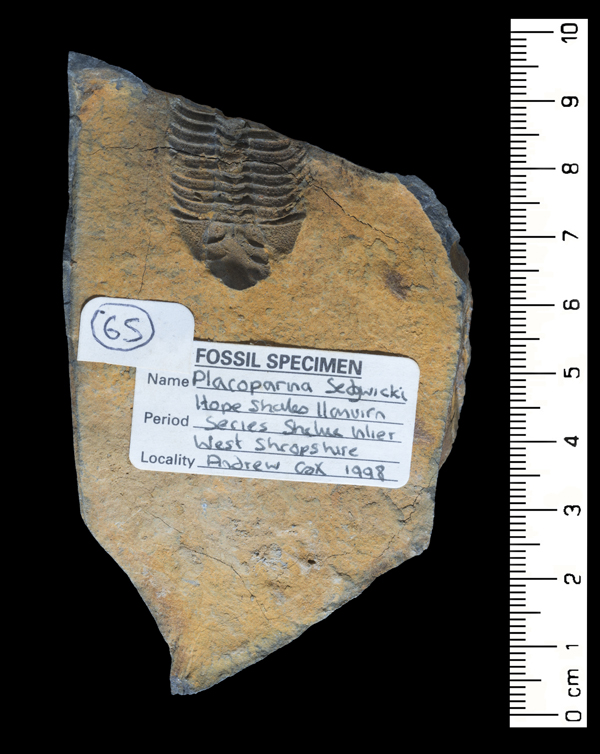 65
FOSSIL SPECIMEN
Name Placoparina Sedgwicki
Hope Shales llanvirn
Period Series Shelve Inlier
West Shropshire
Locality Andrew Cox 1998
10
9
8
7
6
5
4
3
2
1
0 cm